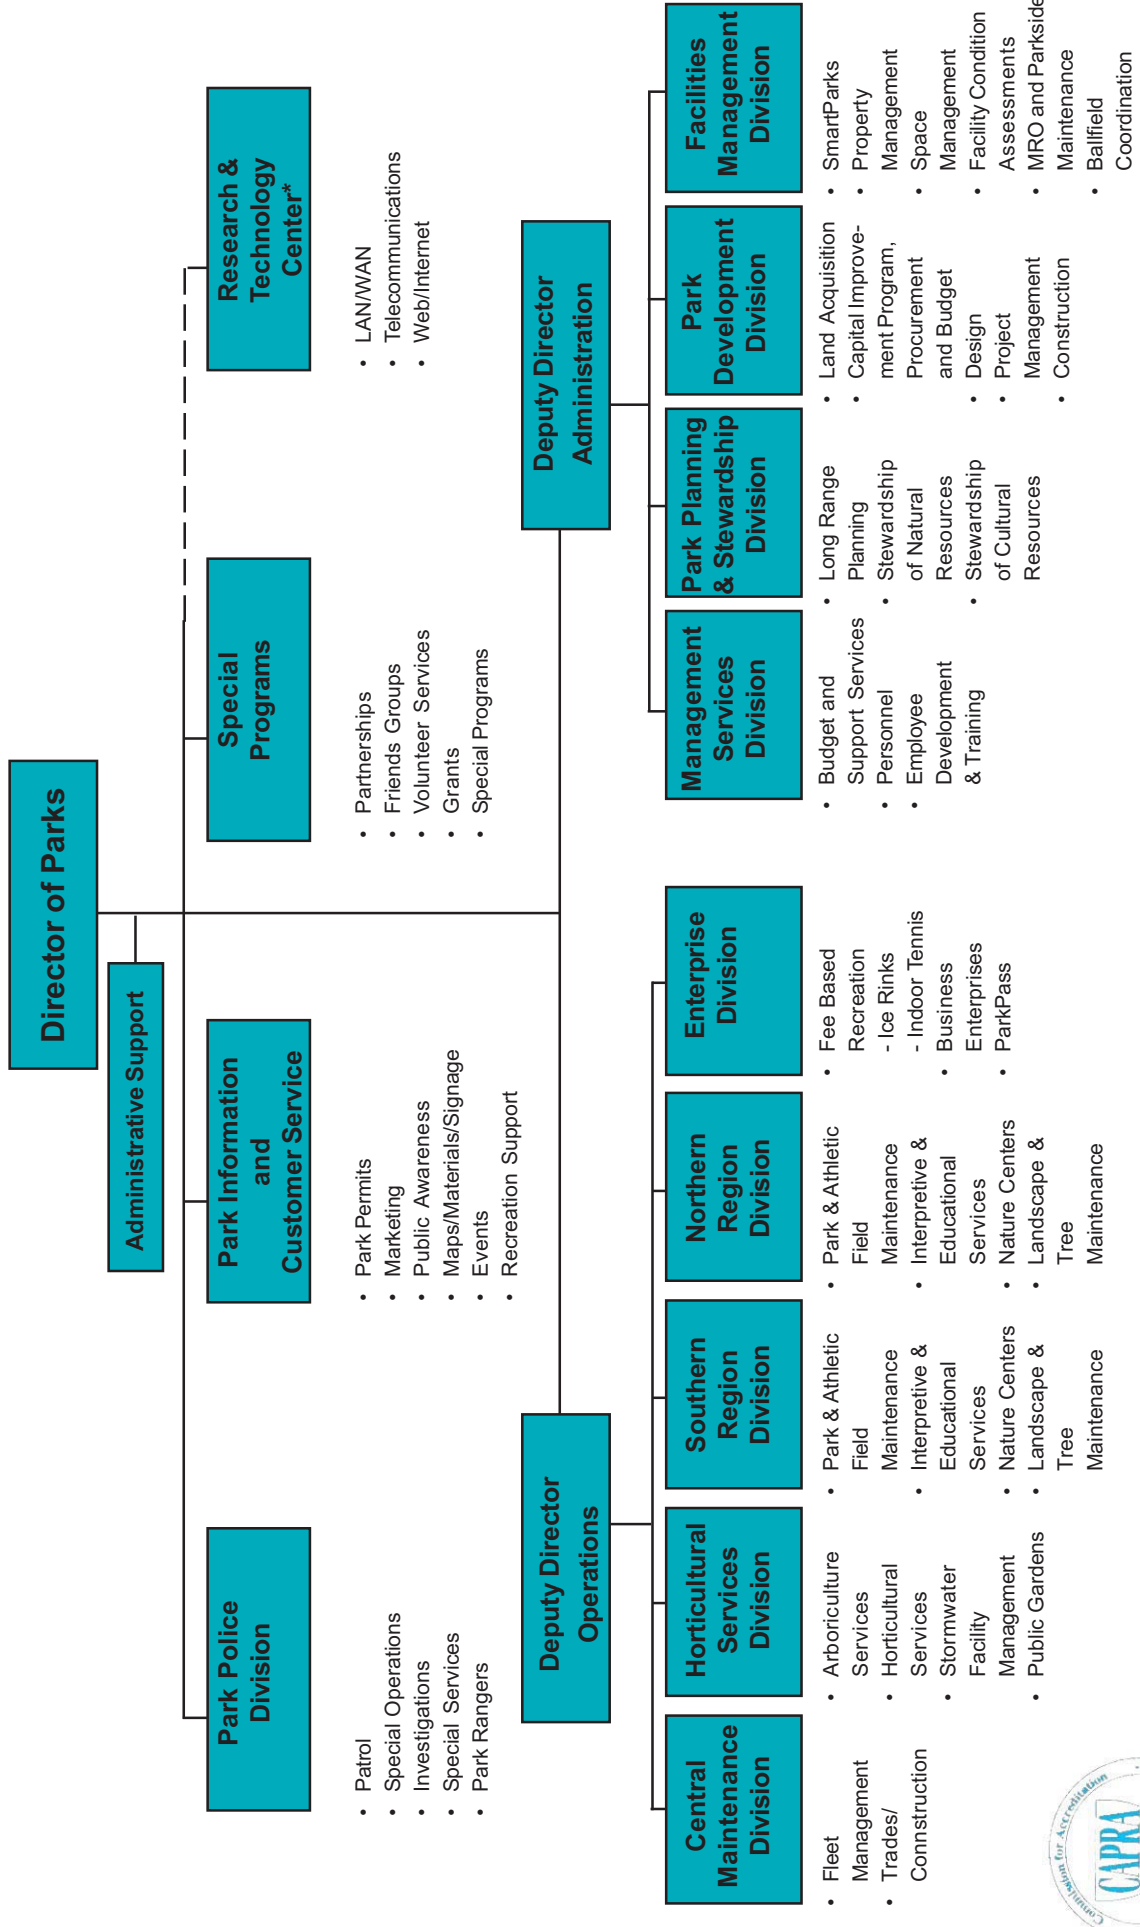 Director of Parks
Administrative Support
Park Police
Division
• Patrol
• Special Operations
• Investigations
• Special Services
• Park Rangers
Park Information
and
Customer Service
• Park Permits
• Marketing
• Public Awareness
• Maps/Materials/Signage
• Events
• Recreation Support
Special
Programs
• Partnerships
• Friends Groups
• Volunteer Services
• Grants
• Special Programs
Research &
Technology
Center*
• LAN/WAN
• Telecommunications
• Web/Internet
Deputy Director
Operations
Deputy Director
Administration
Central
Maintenance
Division
• Fleet
Management
• Trades/
Connstruction
Horticultural
Services
Division
• Arboriculture
Services
• Horticultural
Services
• Stormwater
Facility
Management
• Public Gardens
Southern
Region
Division
• Park & Athletic
Field
Maintenance
• Interpretive &
Educational
Services
• Nature Centers
• Landscape &
Tree
Maintenance
Northern
Region
Division
• Park & Athletic
Field
Maintenance
• Interpretive &
Educational
Services
• Nature Centers
• Landscape &
Tree
Maintenance
Enterprise
Division
• Fee Based
Recreation
- Ice Rinks
- Indoor Tennis
• Business
Enterprises
• ParkPass
Management
Services
Division
• Budget and
Support Services
• Personnel
• Employee
Development
& Training
Park Planning
& Stewardship
Division
• Long Range
Planning
• Stewardship
of Natural
Resources
• Stewardship
of Cultural
Resources
Park
Development
Division
• Land Acquisition
• Capital Improve-
ment Program,
Procurement
and Budget
• Design
• Project
Management
• Construction
Facilities
Management
Division
• SmartParks
• Property
Management
• Space
Management
• Facility Condition
Assessments
• MRO and Parkside
Maintenance
• Ballfield
Coordination
Commission for Accreditation
CAPRA